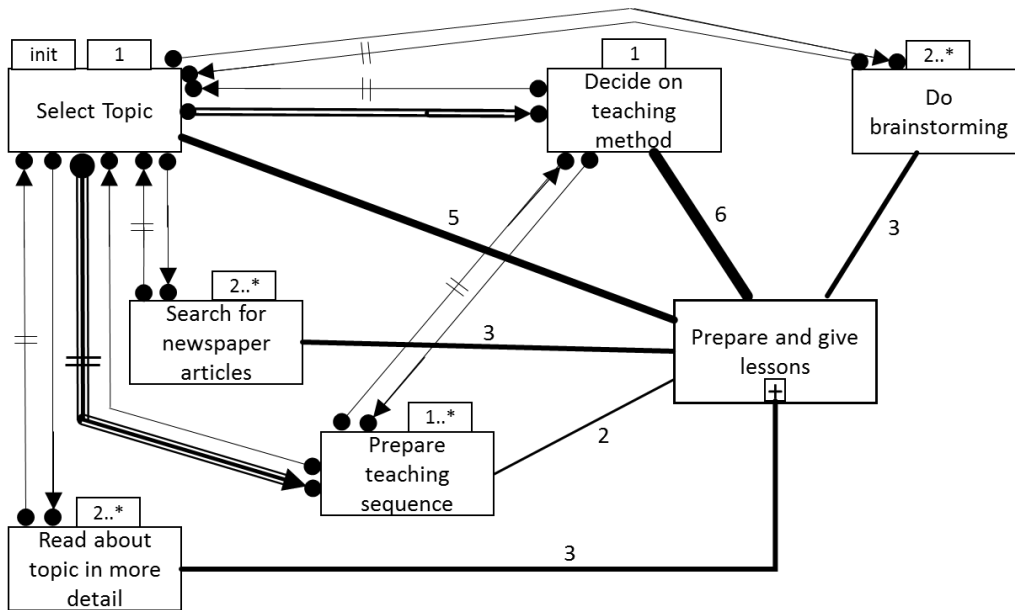 init
1
Select Topic
1
Decide on
teaching
method
2..*
Do
brainstorming
5
6
3
2..*
Search for
newspaper
articles
3
Prepare and give
lessons
+
1..*
Prepare
teaching
sequence
2
2..*
Read about
topic in more
detail
3